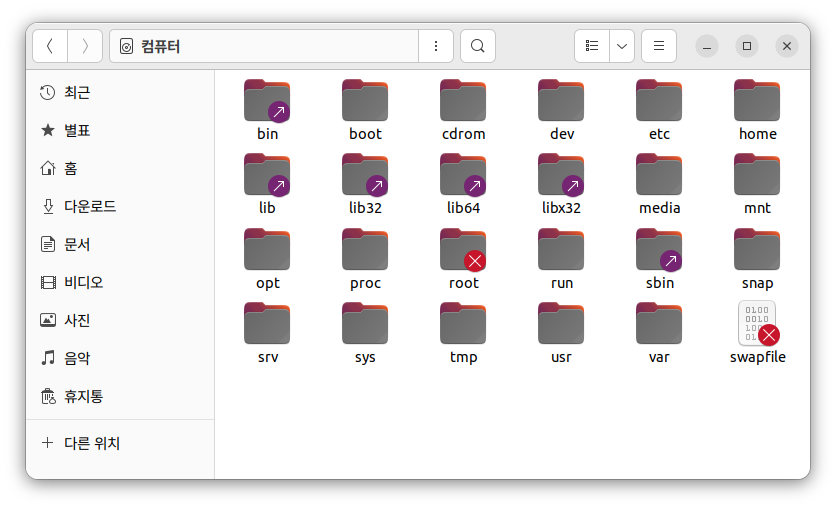 컴퓨터
최근
별표
홈
다운로드
문서
비디오
사진
음악
휴지통
다른 위치
bin boot cdrom dev etc home
lib lib32 lib64 libx32 media mnt
opt proc root run sbin snap
srv sys tmp usr var swapfile